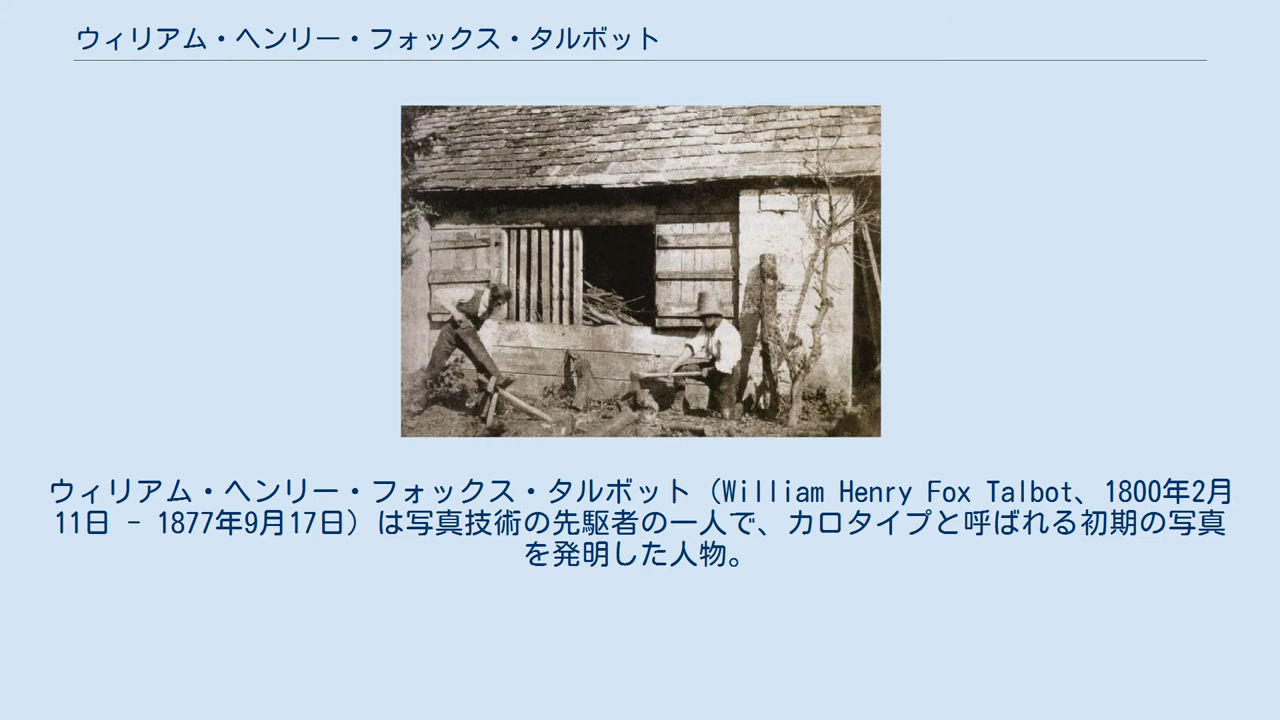 ウィリアム・ヘンリー・フォックス・タルボット
ウィリアム・ヘンリー・フォックス・タルボット（William Henry Fox Talbot、1800年2月
11日 - 1877年9月17日）は写真技術の先駆者の一人で、カロタイプと呼ばれる初期の写真
を発明した人物。